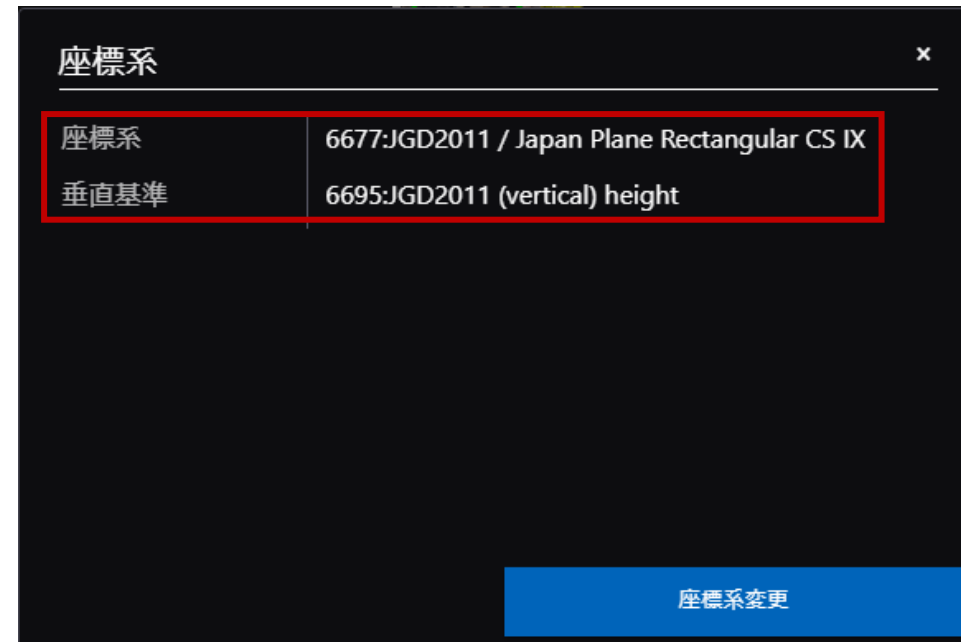 座標系
×
座標系 6677:JGD2011 / Japan Plane Rectangular CS IX
垂直基準 6695:JGD2011 (vertical) height
座標系変更